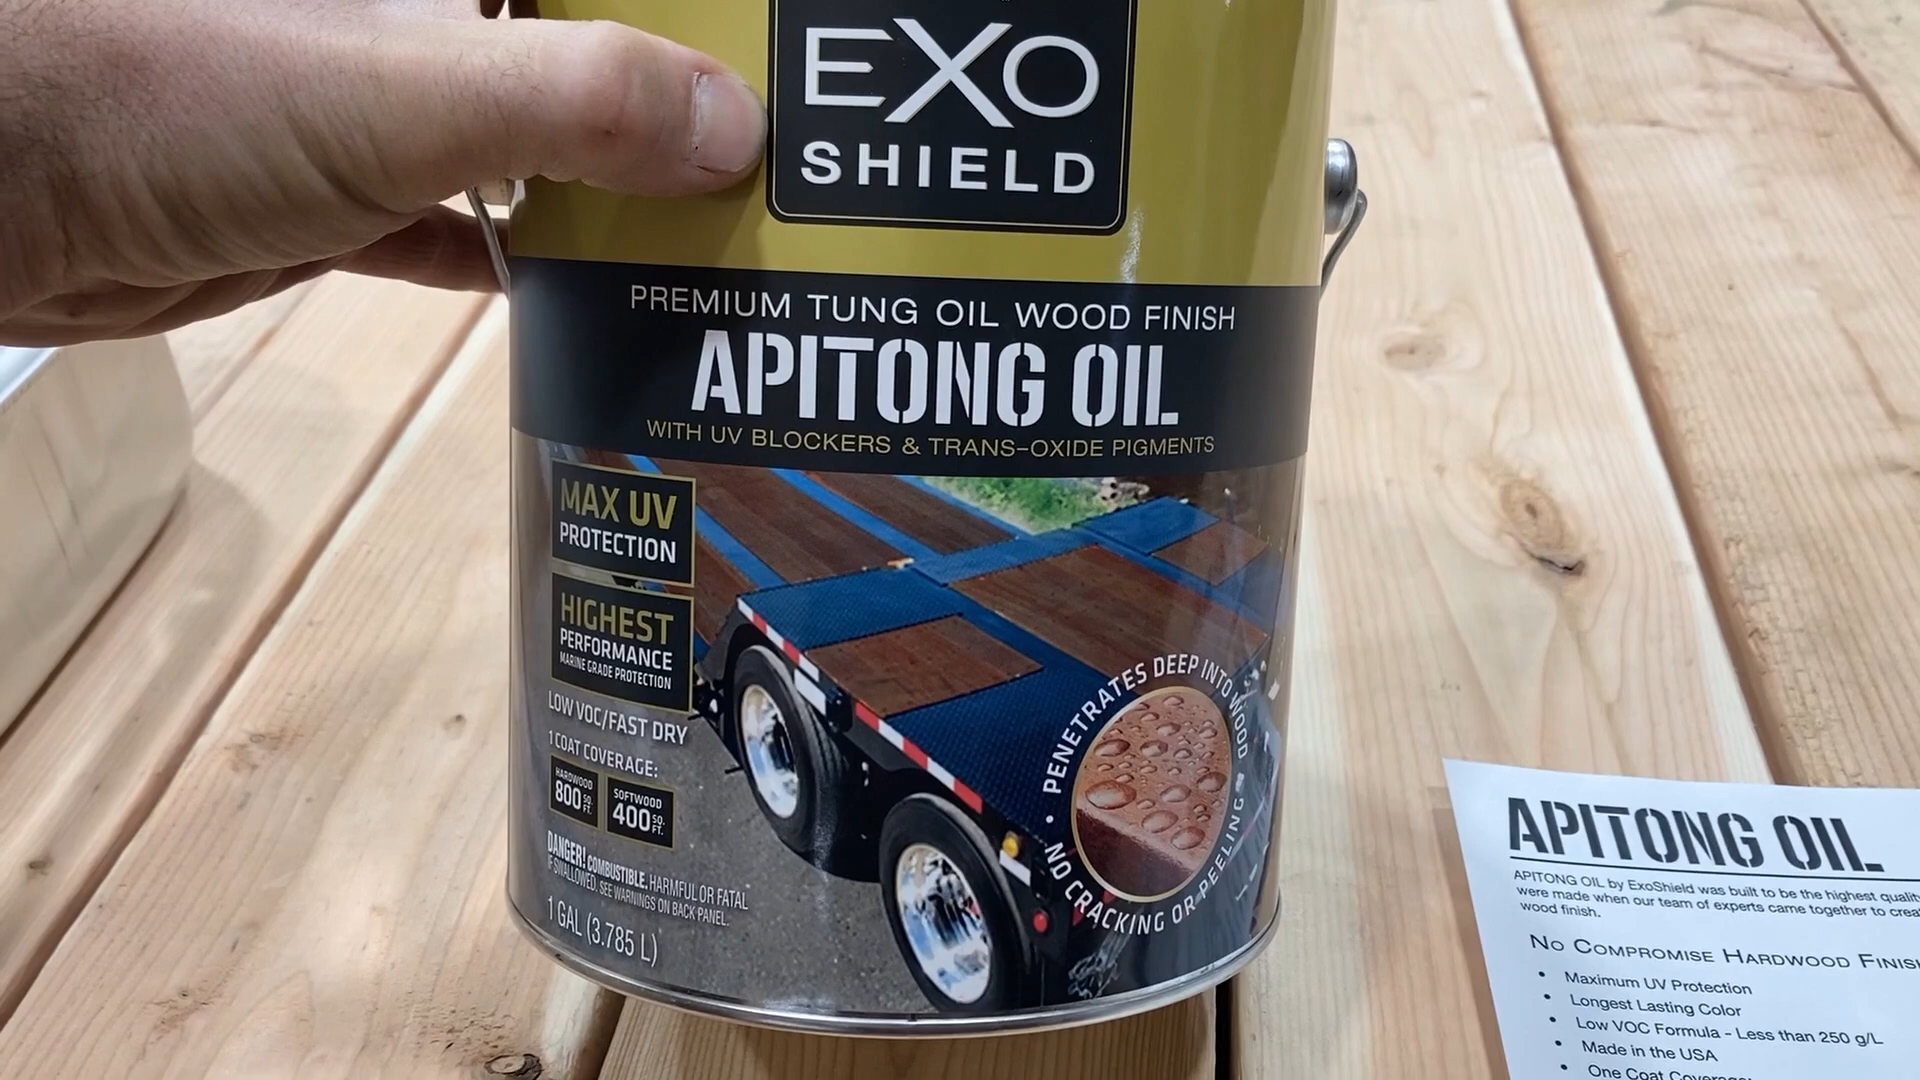 EXO
SHIELD
PREMIUM TUNG OIL WOOD FINISH
APITONG OIL
WITH UV BLOCKERS & TRANS-OXIDE PIGMENTS
MAX UV
PROTECTION
HIGHEST
PERFORMANCE
MARINE GRADE PROTECTION
LOW VOC/FAST DRY
1 COAT COVERAGE:
HARDWOOD
800 SQ. FT.
SOFTWOOD
400 SQ. FT.
DANGER! COMBUSTIBLE. HARMFUL OR FATAL
IF SWALLOWED. SEE WARNINGS ON BACK PANEL.
1 GAL (3.785 L)
• PENETRATES DEEP INTO WOOD
• NO CRACKING OR PEELING
APITONG OIL
APITONG OIL by ExoShield was built to be the highest quality
were made when our team of experts came together to crea
wood finish.
No Compromise Hardwood Finish
• Maximum UV Protection
• Longest Lasting Color
• Low VOC Formula - Less than 250 g/L
• Made in the USA
• One Coat Coverage: